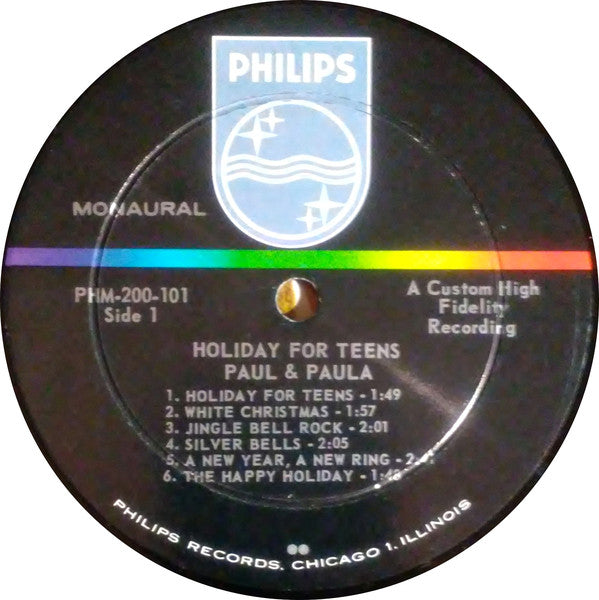 PHILIPS
MONAURAL
PHM-200-101
Side 1
A Custom High
Fidelity
Recording
HOLIDAY FOR TEENS
PAUL & PAULA
1. HOLIDAY FOR TEENS - 1:49
2. WHITE CHRISTMAS - 1:57
3. JINGLE BELL ROCK - 2:01
4. SILVER BELLS - 2:05
5. A NEW YEAR, A NEW RING -
6. THE HAPPY HOLIDAY -
PHILIPS RECORDS, CHICAGO 1, ILLINOIS